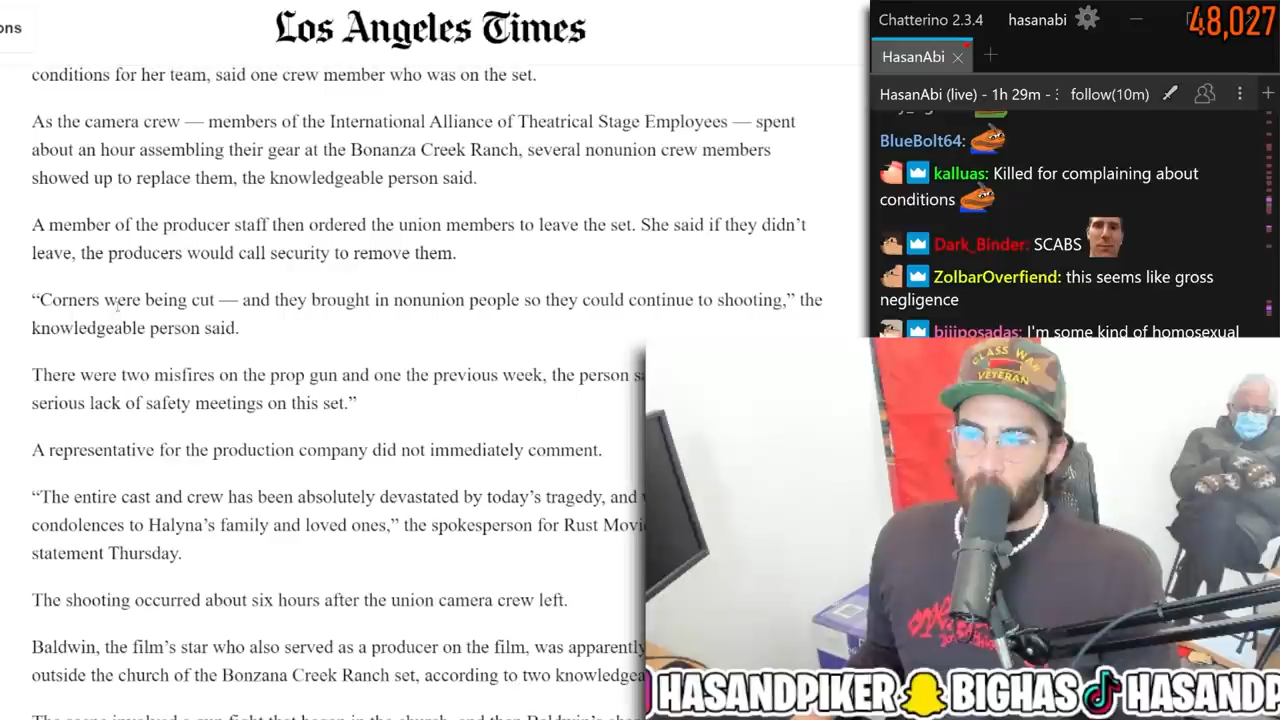 ons
Los Angeles Times
conditions for her team, said one crew member who was on the set.
As the camera crew — members of the International Alliance of Theatrical Stage Employees — spent
about an hour assembling their gear at the Bonanza Creek Ranch, several nonunion crew members
showed up to replace them, the knowledgeable person said.
A member of the producer staff then ordered the union members to leave the set. She said if they didn’t
leave, the producers would call security to remove them.
“Corners were being cut — and they brought in nonunion people so they could continue to shooting,” the
knowledgeable person said.
There were two misfires on the prop gun and one the previous week, the person
serious lack of safety meetings on this set.”
A representative for the production company did not immediately comment.
“The entire cast and crew has been absolutely devastated by today’s tragedy, and
condolences to Halyna’s family and loved ones,” the spokesperson for Rust Movi
statement Thursday.
The shooting occurred about six hours after the union camera crew left.
Baldwin, the film’s star who also served as a producer on the film, was apparently
outside the church of the Bonzana Creek Ranch set, according to two knowledgea
Chatterino 2.3.4 hasanabi
48,027
HasanAbi
HasanAbi (live) - 1h 29m - : follow(10m)
BlueBolt64:
kalluas: Killed for complaining about
conditions
Dark_Binder: SCABS
ZolbarOverfiend: this seems like gross
negligence
bijiposadas: I'm some kind of homosexual
CLASS WAR
VETERAN
HASANDPIKER BIGHAS HASANDP